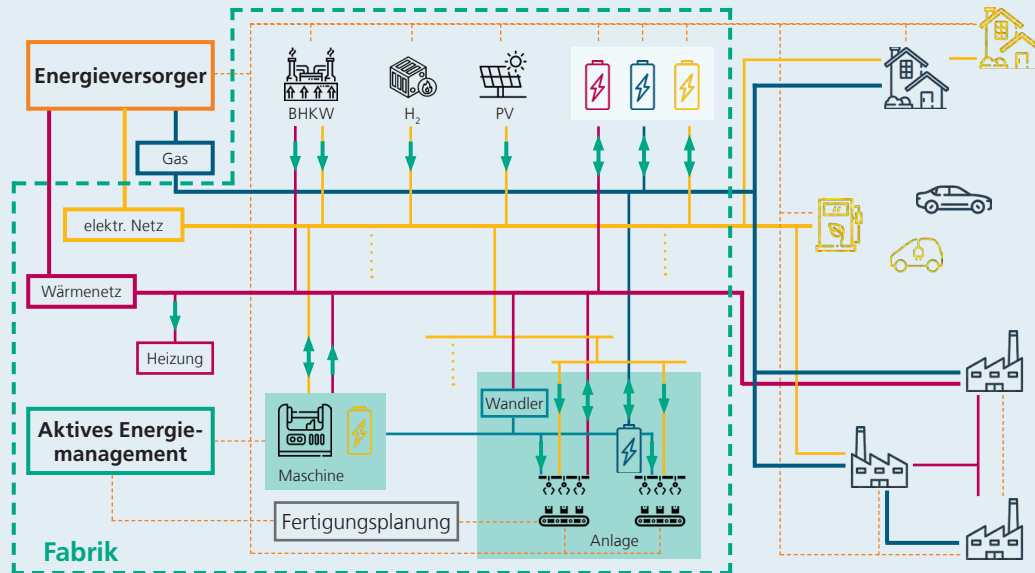 Energieversorger
BHKW
H₂
PV
Gas
elektr. Netz
Wärmenetz
Heizung
Wandler
Aktives Energie-
management
Maschine
Fertigungsplanung
Anlage
Fabrik